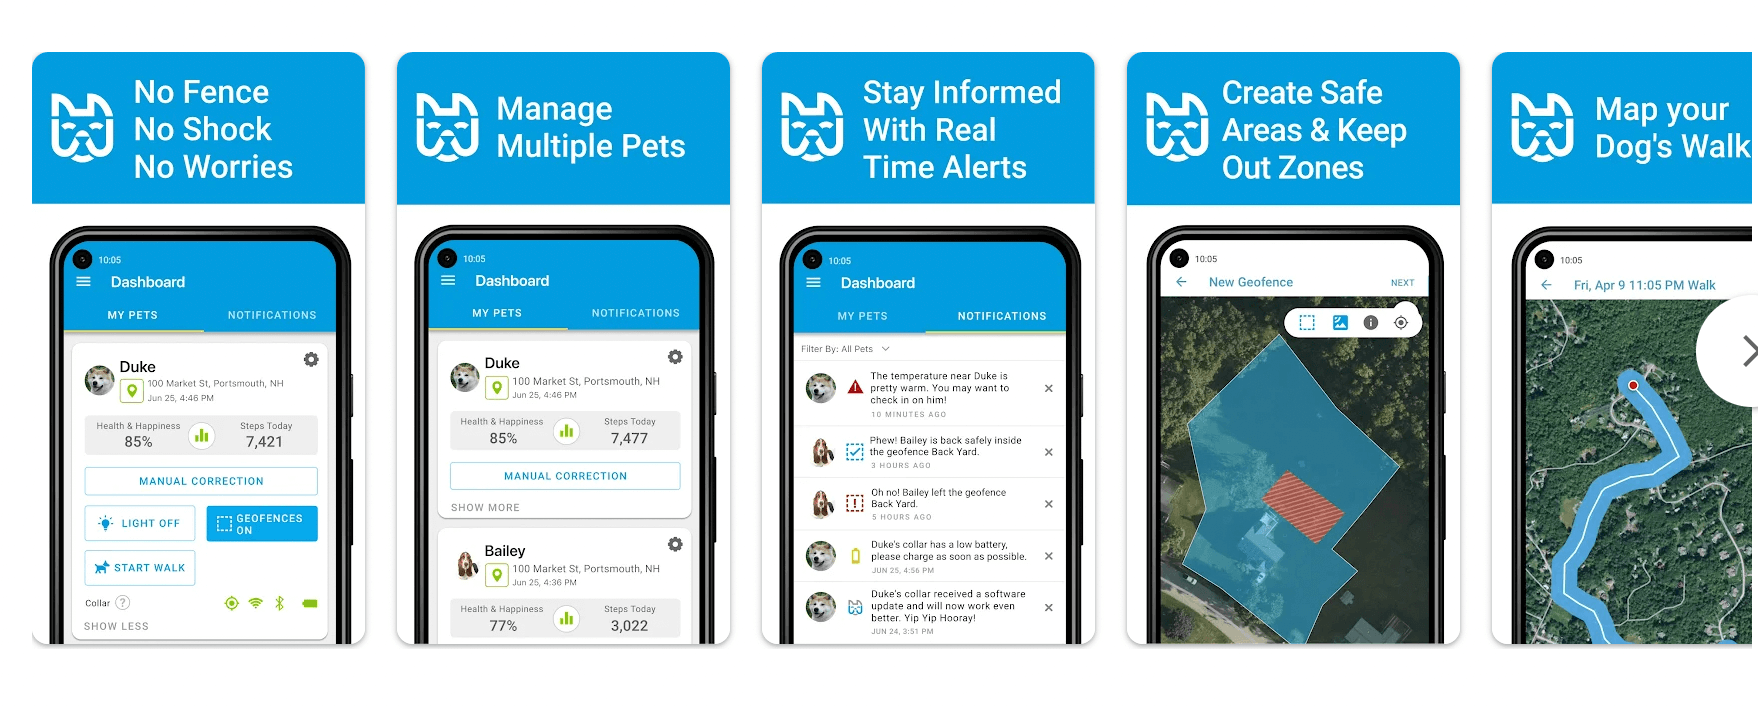 No Fence
No Shock
No Worries
10:05
Dashboard
MY PETS
NOTIFICATIONS
Duke
100 Market St, Portsmouth, NH
Jun 25, 4:46 PM
Health & Happiness
85%
Steps Today
7,421
MANUAL CORRECTION
LIGHT OFF
GEOFENCES
ON
START WALK
Collar ?
SHOW LESS
Manage
Multiple Pets
10:05
Dashboard
MY PETS
NOTIFICATIONS
Duke
100 Market St, Portsmouth, NH
Jun 25, 4:46 PM
Health & Happiness
85%
Steps Today
7,477
MANUAL CORRECTION
SHOW MORE
Bailey
100 Market St, Portsmouth, NH
Jun 25, 4:36 PM
Health & Happiness
77%
Steps Today
3,022
Stay Informed
With Real
Time Alerts
10:05
Dashboard
MY PETS
NOTIFICATIONS
Filter By: All Pets
The temperature near Duke is
pretty warm. You may want to
check in on him!
10 MINUTES AGO
Phew! Bailey is back safely inside
the geofence Back Yard.
3 HOURS AGO
Oh no! Bailey left the geofence
Back Yard.
5 HOURS AGO
Duke's collar has a low battery,
please charge as soon as possible.
JUN 25, 4:56 PM
Duke's collar received a software
update and will now work even
better. Yip Yip Hooray!
JUN 24, 3:51 PM
Create Safe
Areas & Keep
Out Zones
10:05
New Geofence
NEXT
Map your
Dog's Walk
10:05
Fri, Apr 9 11:05 PM Walk